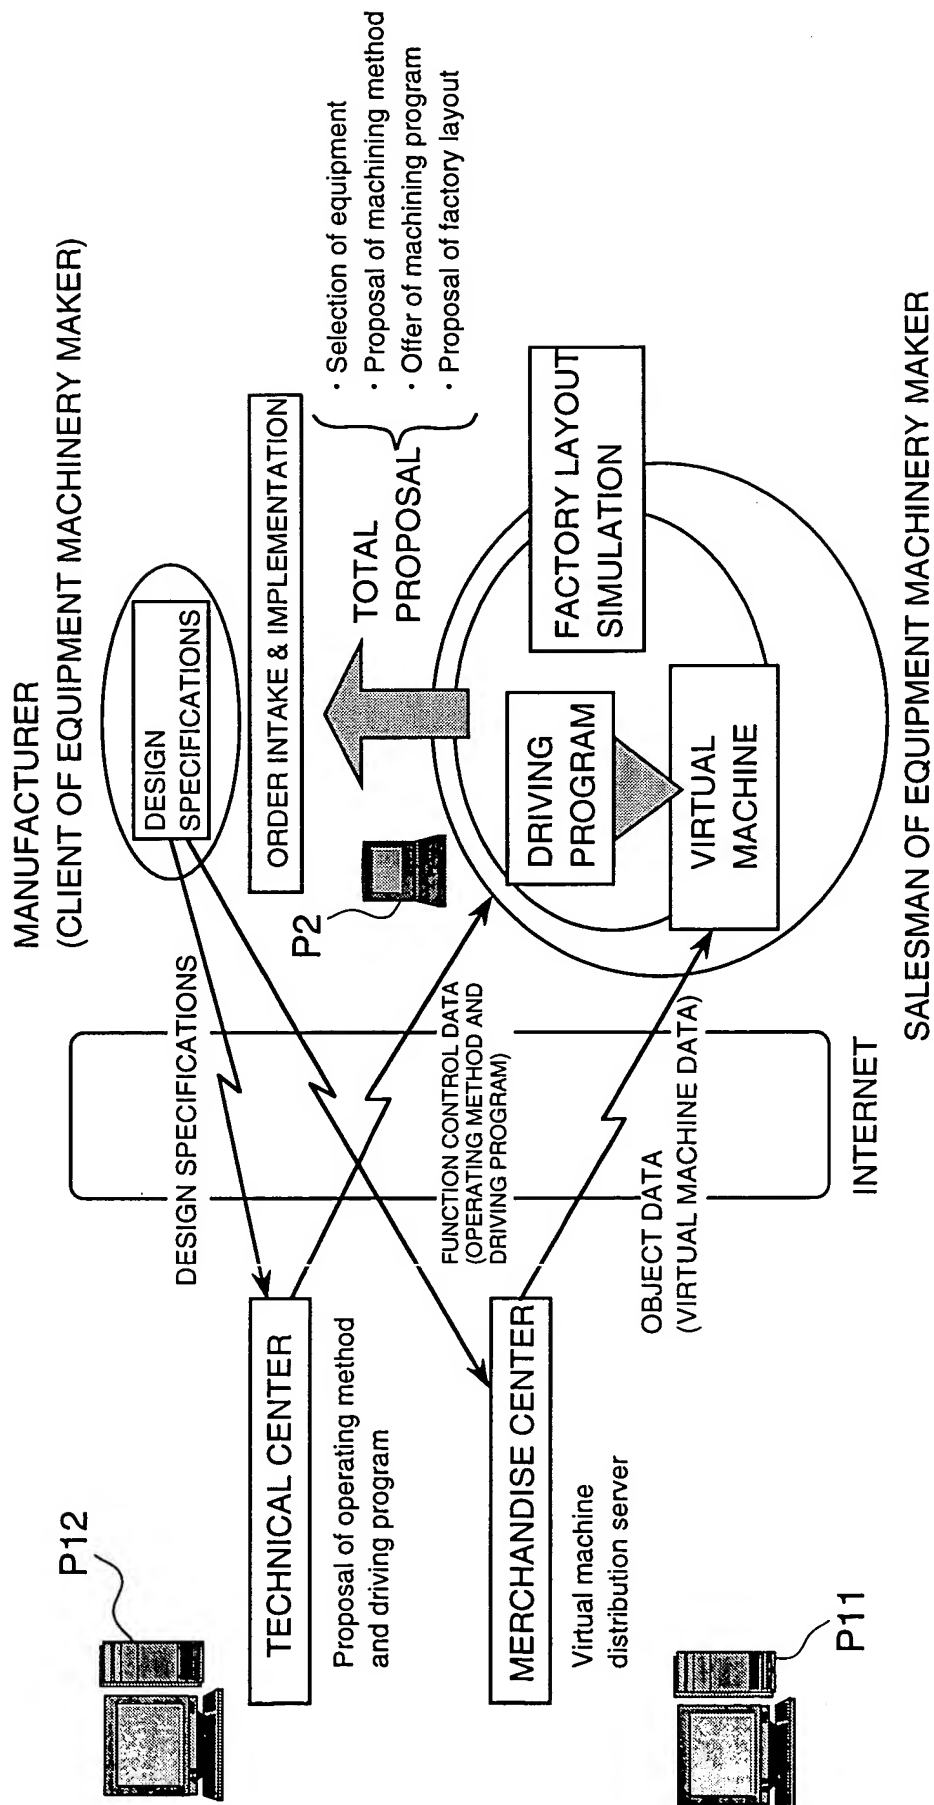 MANUFACTURER
(CLIENT OF EQUIPMENT MACHINERY MAKER)
DESIGN
SPECIFICATIONS
ORDER INTAKE & IMPLEMENTATION
TOTAL
PROPOSAL
· Selection of equipment
· Proposal of machining method
· Offer of machining program
· Proposal of factory layout
P2
DRIVING
PROGRAM
VIRTUAL
MACHINE
FACTORY LAYOUT
SIMULATION
SALESMAN OF EQUIPMENT MACHINERY MAKER
DESIGN SPECIFICATIONS
FUNCTION CONTROL DATA
(OPERATING METHOD AND
DRIVING PROGRAM)
OBJECT DATA
(VIRTUAL MACHINE DATA)
INTERNET
P12
TECHNICAL CENTER
Proposal of operating method
and driving program
MERCHANDISE CENTER
Virtual machine
distribution server
P11